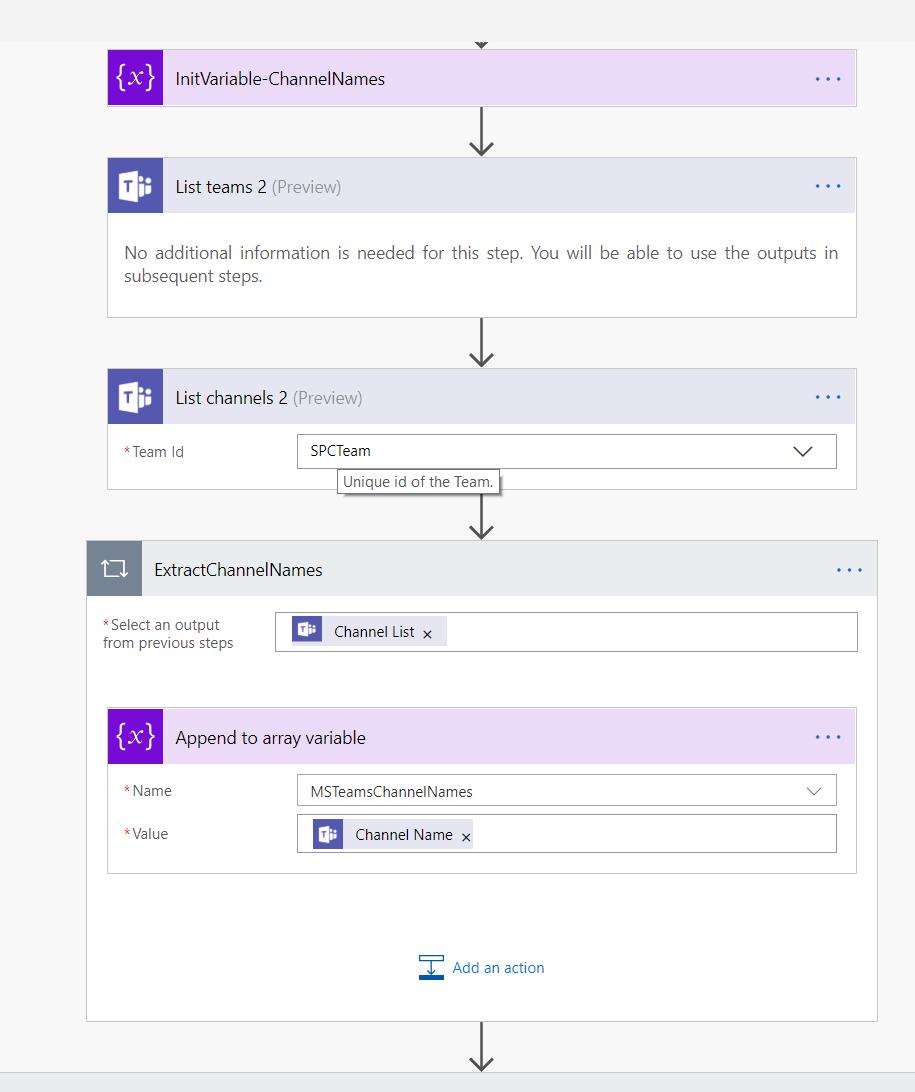 {x} InitVariable-ChannelNames ...
T List teams 2 (Preview) ...
No additional information is needed for this step. You will be able to use the outputs in
subsequent steps.
T List channels 2 (Preview) ...
*Team Id SPCTeam
Unique id of the Team.
ExtractChannelNames ...
*Select an output
from previous steps
T Channel List ×
{x} Append to array variable ...
*Name MSTeamsChannelNames
*Value T Channel Name ×
Add an action